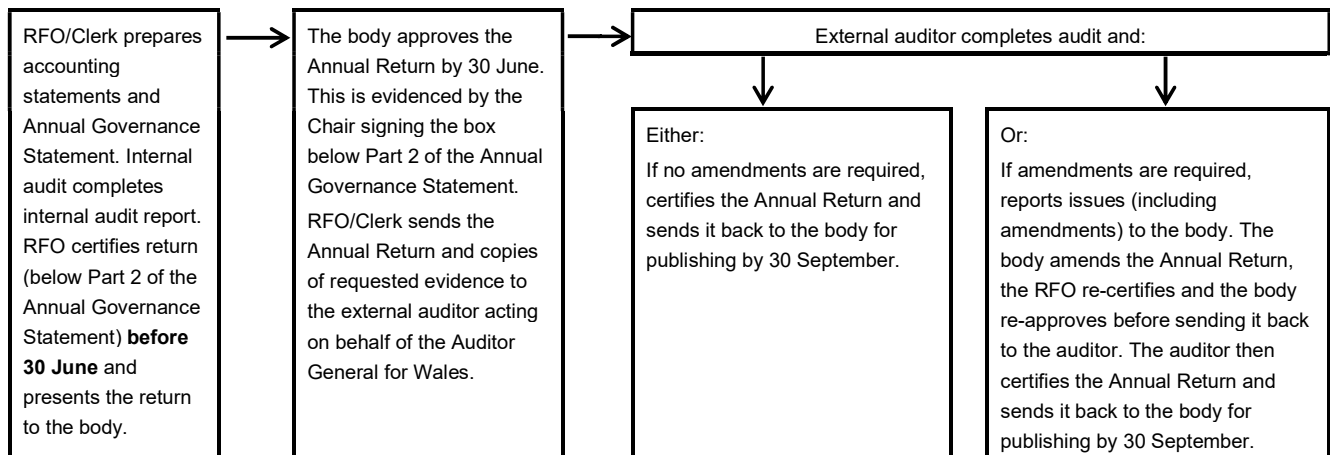 RFO/Clerk prepares
accounting
statements and
Annual Governance
Statement. Internal
audit completes
internal audit report.
RFO certifies return
(below Part 2 of the
Annual Governance
Statement) before
30 June and
presents the return
to the body.
The body approves the
Annual Return by 30 June.
This is evidenced by the
Chair signing the box
below Part 2 of the Annual
Governance Statement.
RFO/Clerk sends the
Annual Return and copies
of requested evidence to
the external auditor acting
on behalf of the Auditor
General for Wales.
External auditor completes audit and:
Either:
If no amendments are required,
certifies the Annual Return and
sends it back to the body for
publishing by 30 September.
Or:
If amendments are required,
reports issues (including
amendments) to the body. The
body amends the Annual Return,
the RFO re-certifies and the body
re-approves before sending it back
to the auditor. The auditor then
certifies the Annual Return and
sends it back to the body for
publishing by 30 September.